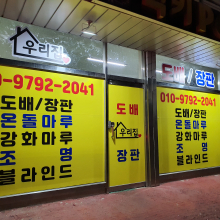 우리집
010-9792-2041
도배/장판
온돌마루
강화마루
조명
블라인드
도배
우리집
장판
도배/장판
010-9792-2041
도배/장판
온돌마루
강화마루
조명
블라인드